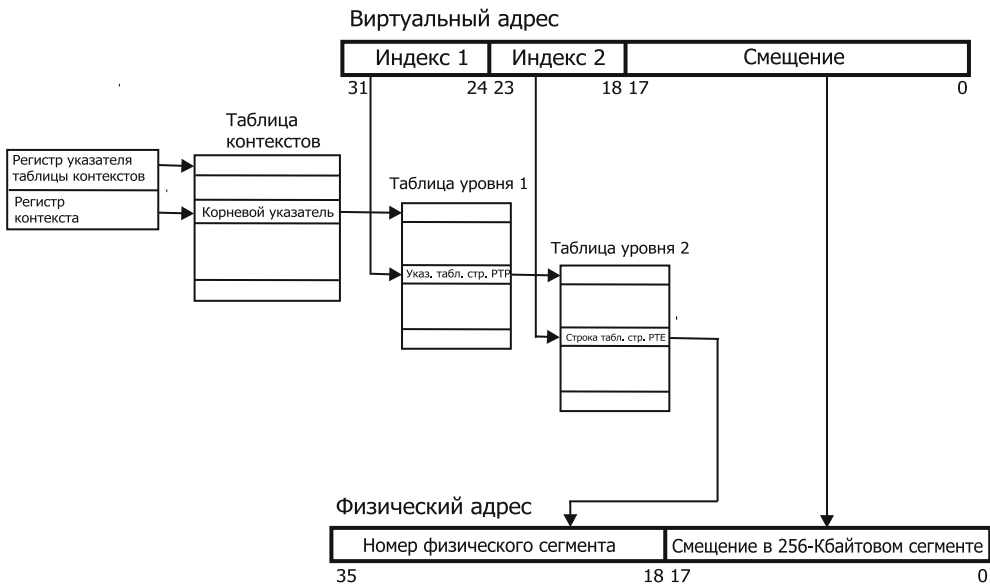 Виртуальный адрес
Индекс 1 Индекс 2 Смещение
31 24 23 18 17 0
Таблица
контекстов
Регистр указателя
таблицы контекстов
Регистр
контекста
Корневой указатель
Таблица уровня 1
Указ. табл. стр. PTP
Таблица уровня 2
Строка табл. стр. PTE
Физический адрес
Номер физического сегмента Смещение в 256-Кбайтовом сегменте
35 18 17 0